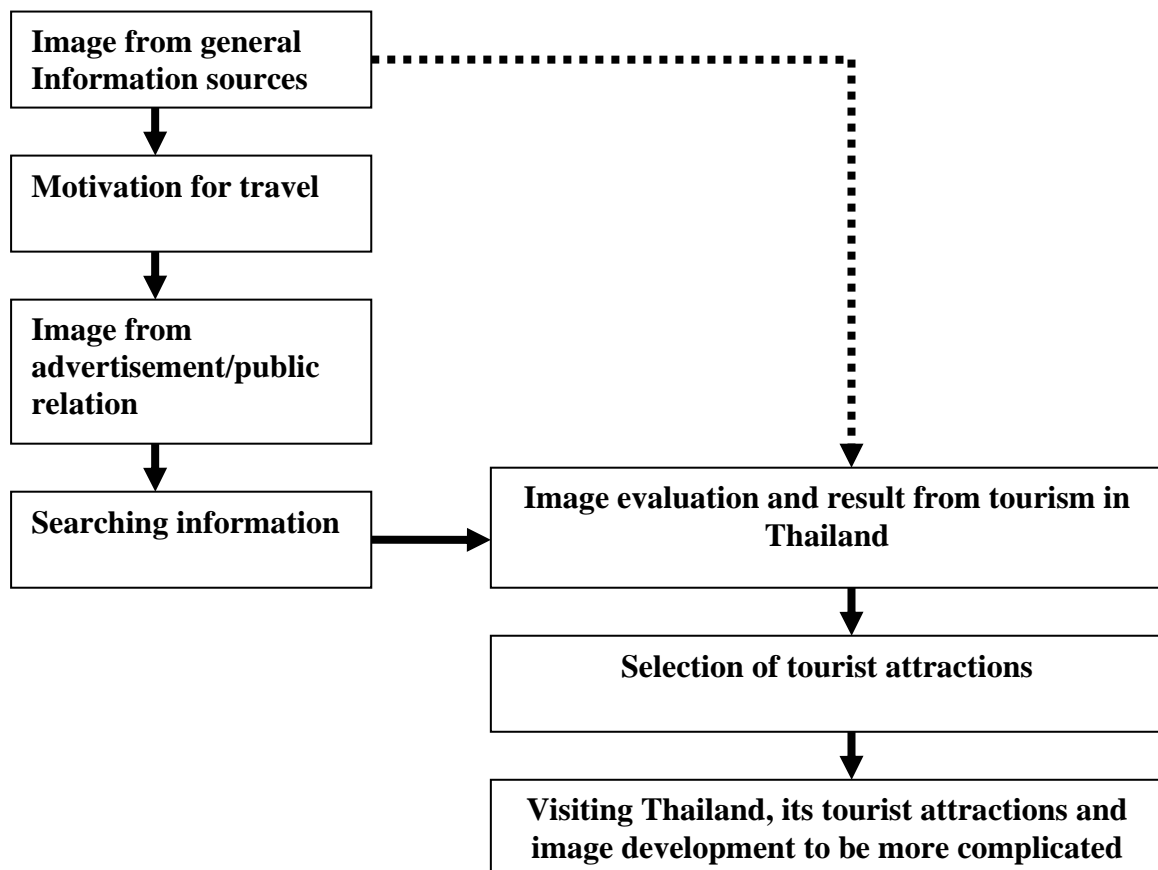 Image from general
Information sources
Motivation for travel
Image from
advertisement/public
relation
Searching information
Image evaluation and result from tourism in
Thailand
Selection of tourist attractions
Visiting Thailand, its tourist attractions and
image development to be more complicated